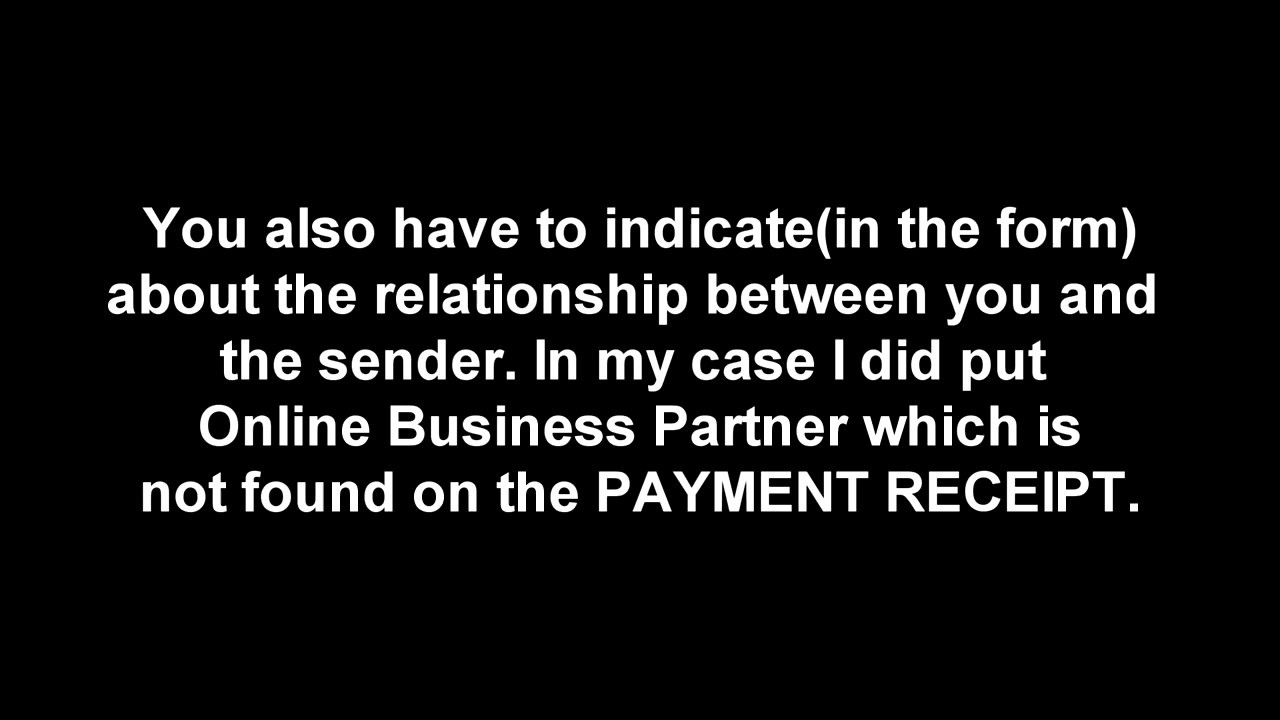 You also have to indicate(in the form)
about the relationship between you and
the sender. In my case I did put
Online Business Partner which is
not found on the PAYMENT RECEIPT.